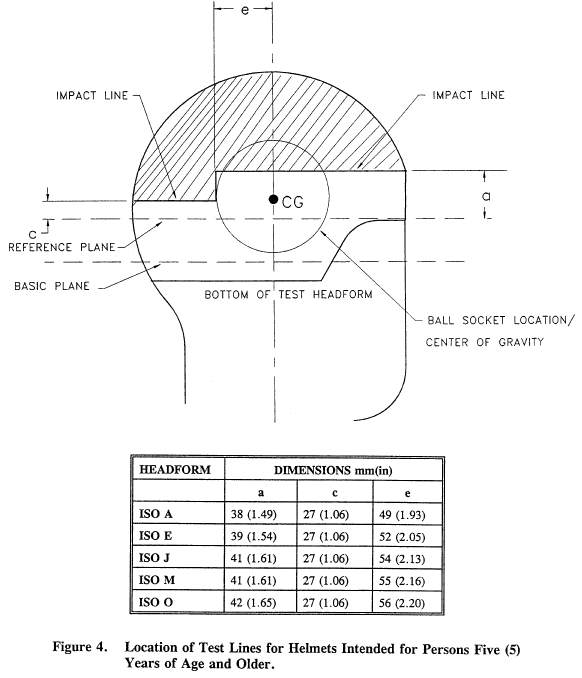 e
IMPACT LINE
IMPACT LINE
a
CG
c
REFERENCE PLANE
BASIC PLANE
BOTTOM OF TEST HEADFORM
BALL SOCKET LOCATION/
CENTER OF GRAVITY
HEADFORM DIMENSIONS mm(in)
a c e
ISO A 38 (1.49) 27 (1.06) 49 (1.93)
ISO E 39 (1.54) 27 (1.06) 52 (2.05)
ISO J 41 (1.61) 27 (1.06) 54 (2.13)
ISO M 41 (1.61) 27 (1.06) 55 (2.16)
ISO O 42 (1.65) 27 (1.06) 56 (2.20)
Figure 4. Location of Test Lines for Helmets Intended for Persons Five (5)
Years of Age and Older.